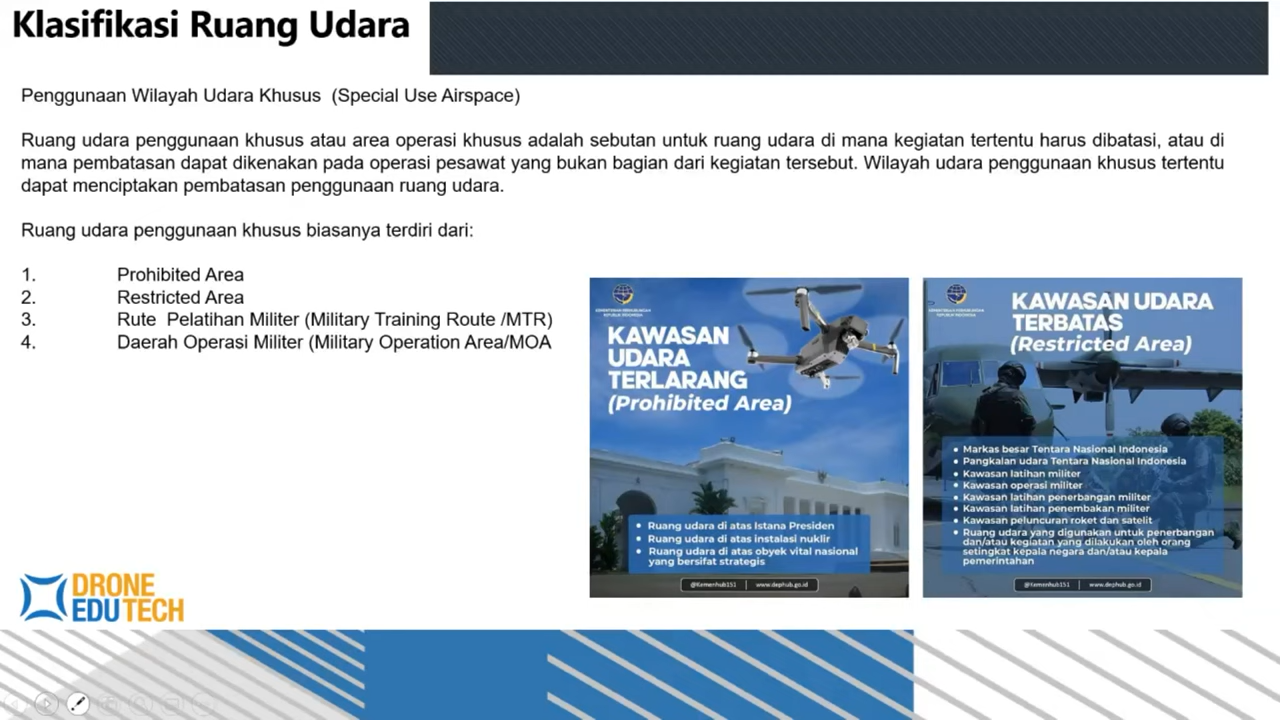 Klasifikasi Ruang Udara
Penggunaan Wilayah Udara Khusus (Special Use Airspace)
Ruang udara penggunaan khusus atau area operasi khusus adalah sebutan untuk ruang udara di mana kegiatan tertentu harus dibatasi, atau di
mana pembatasan dapat dikenakan pada operasi pesawat yang bukan bagian dari kegiatan tersebut. Wilayah udara penggunaan khusus tertentu
dapat menciptakan pembatasan penggunaan ruang udara.
Ruang udara penggunaan khusus biasanya terdiri dari:
1. Prohibited Area
2. Restricted Area
3. Rute Pelatihan Militer (Military Training Route /MTR)
4. Daerah Operasi Militer (Military Operation Area/MOA
KEMENTERIAN PERHUBUNGAN
REPUBLIK INDONESIA
KAWASAN
UDARA
TERLARANG
(Prohibited Area)
• Ruang udara di atas Istana Presiden
• Ruang udara di atas instalasi nuklir
• Ruang udara di atas obyek vital nasional
yang bersifat strategis
@Kemenhub151 | www.dephub.go.id
KEMENTERIAN PERHUBUNGAN
REPUBLIK INDONESIA
KAWASAN UDARA
TERBATAS
(Restricted Area)
• Markas besar Tentara Nasional Indonesia
• Pangkalan udara Tentara Nasional Indonesia
• Kawasan latihan militer
• Kawasan operasi militer
• Kawasan latihan penerbangan militer
• Kawasan latihan penembakan militer
• Kawasan peluncuran roket dan satelit
• Ruang udara yang digunakan untuk penerbangan
dan/atau kegiatan yang dilakukan oleh orang
setingkat kepala negara dan/atau kepala
pemerintahan
@Kemenhub151 | www.dephub.go.id
DRONE
EDUTECH